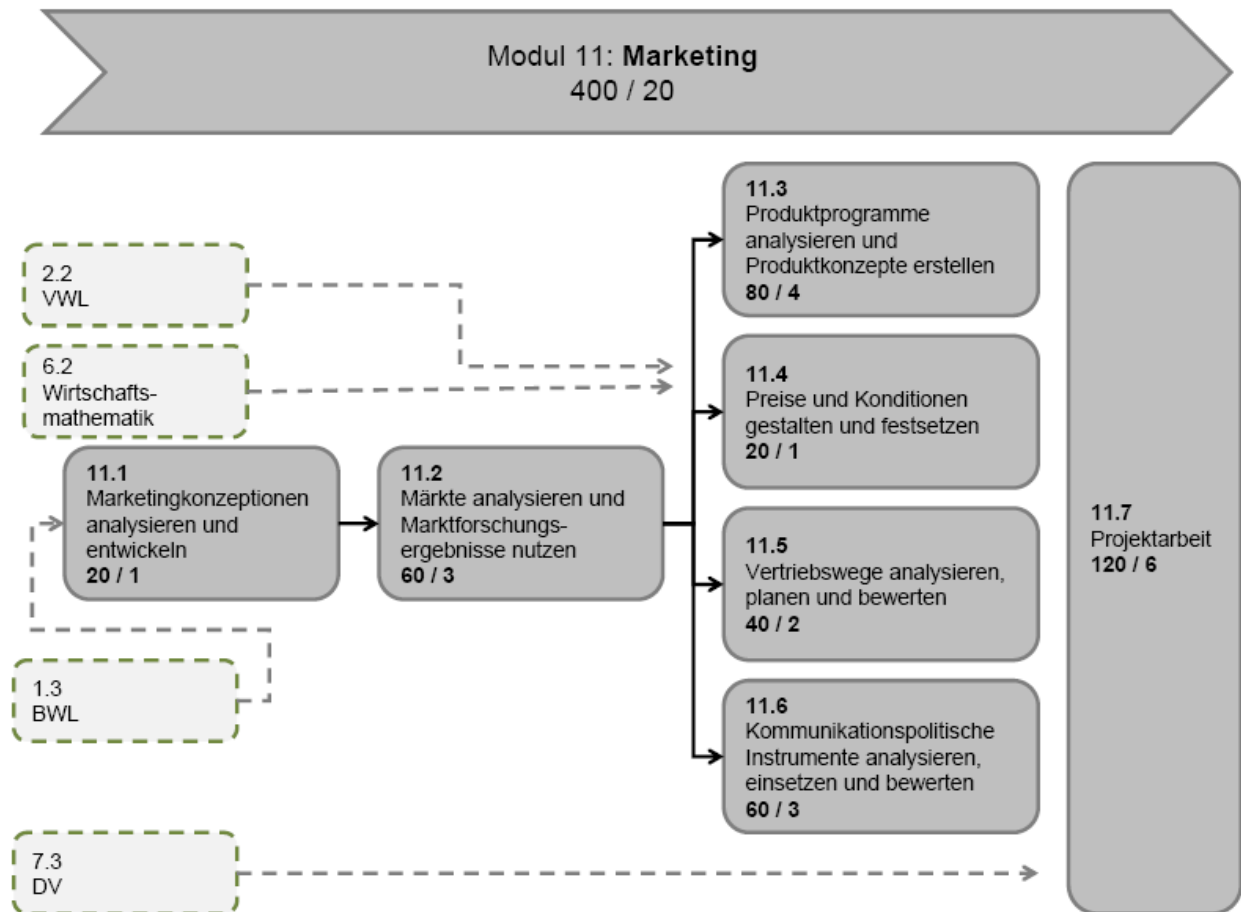 Modul 11: Marketing
400 / 20
11.3
Produktprogramme
analysieren und
Produktkonzepte erstellen
80 / 4
2.2
VWL
6.2
Wirtschafts-
mathematik
11.4
Preise und Konditionen
gestalten und festsetzen
20 / 1
11.1
Marketingkonzeptionen
analysieren und
entwickeln
20 / 1
11.2
Märkte analysieren und
Marktforschungs-
ergebnisse nutzen
60 / 3
11.5
Vertriebswege analysieren,
planen und bewerten
40 / 2
11.7
Projektarbeit
120 / 6
1.3
BWL
11.6
Kommunikationspolitische
Instrumente analysieren,
einsetzen und bewerten
60 / 3
7.3
DV